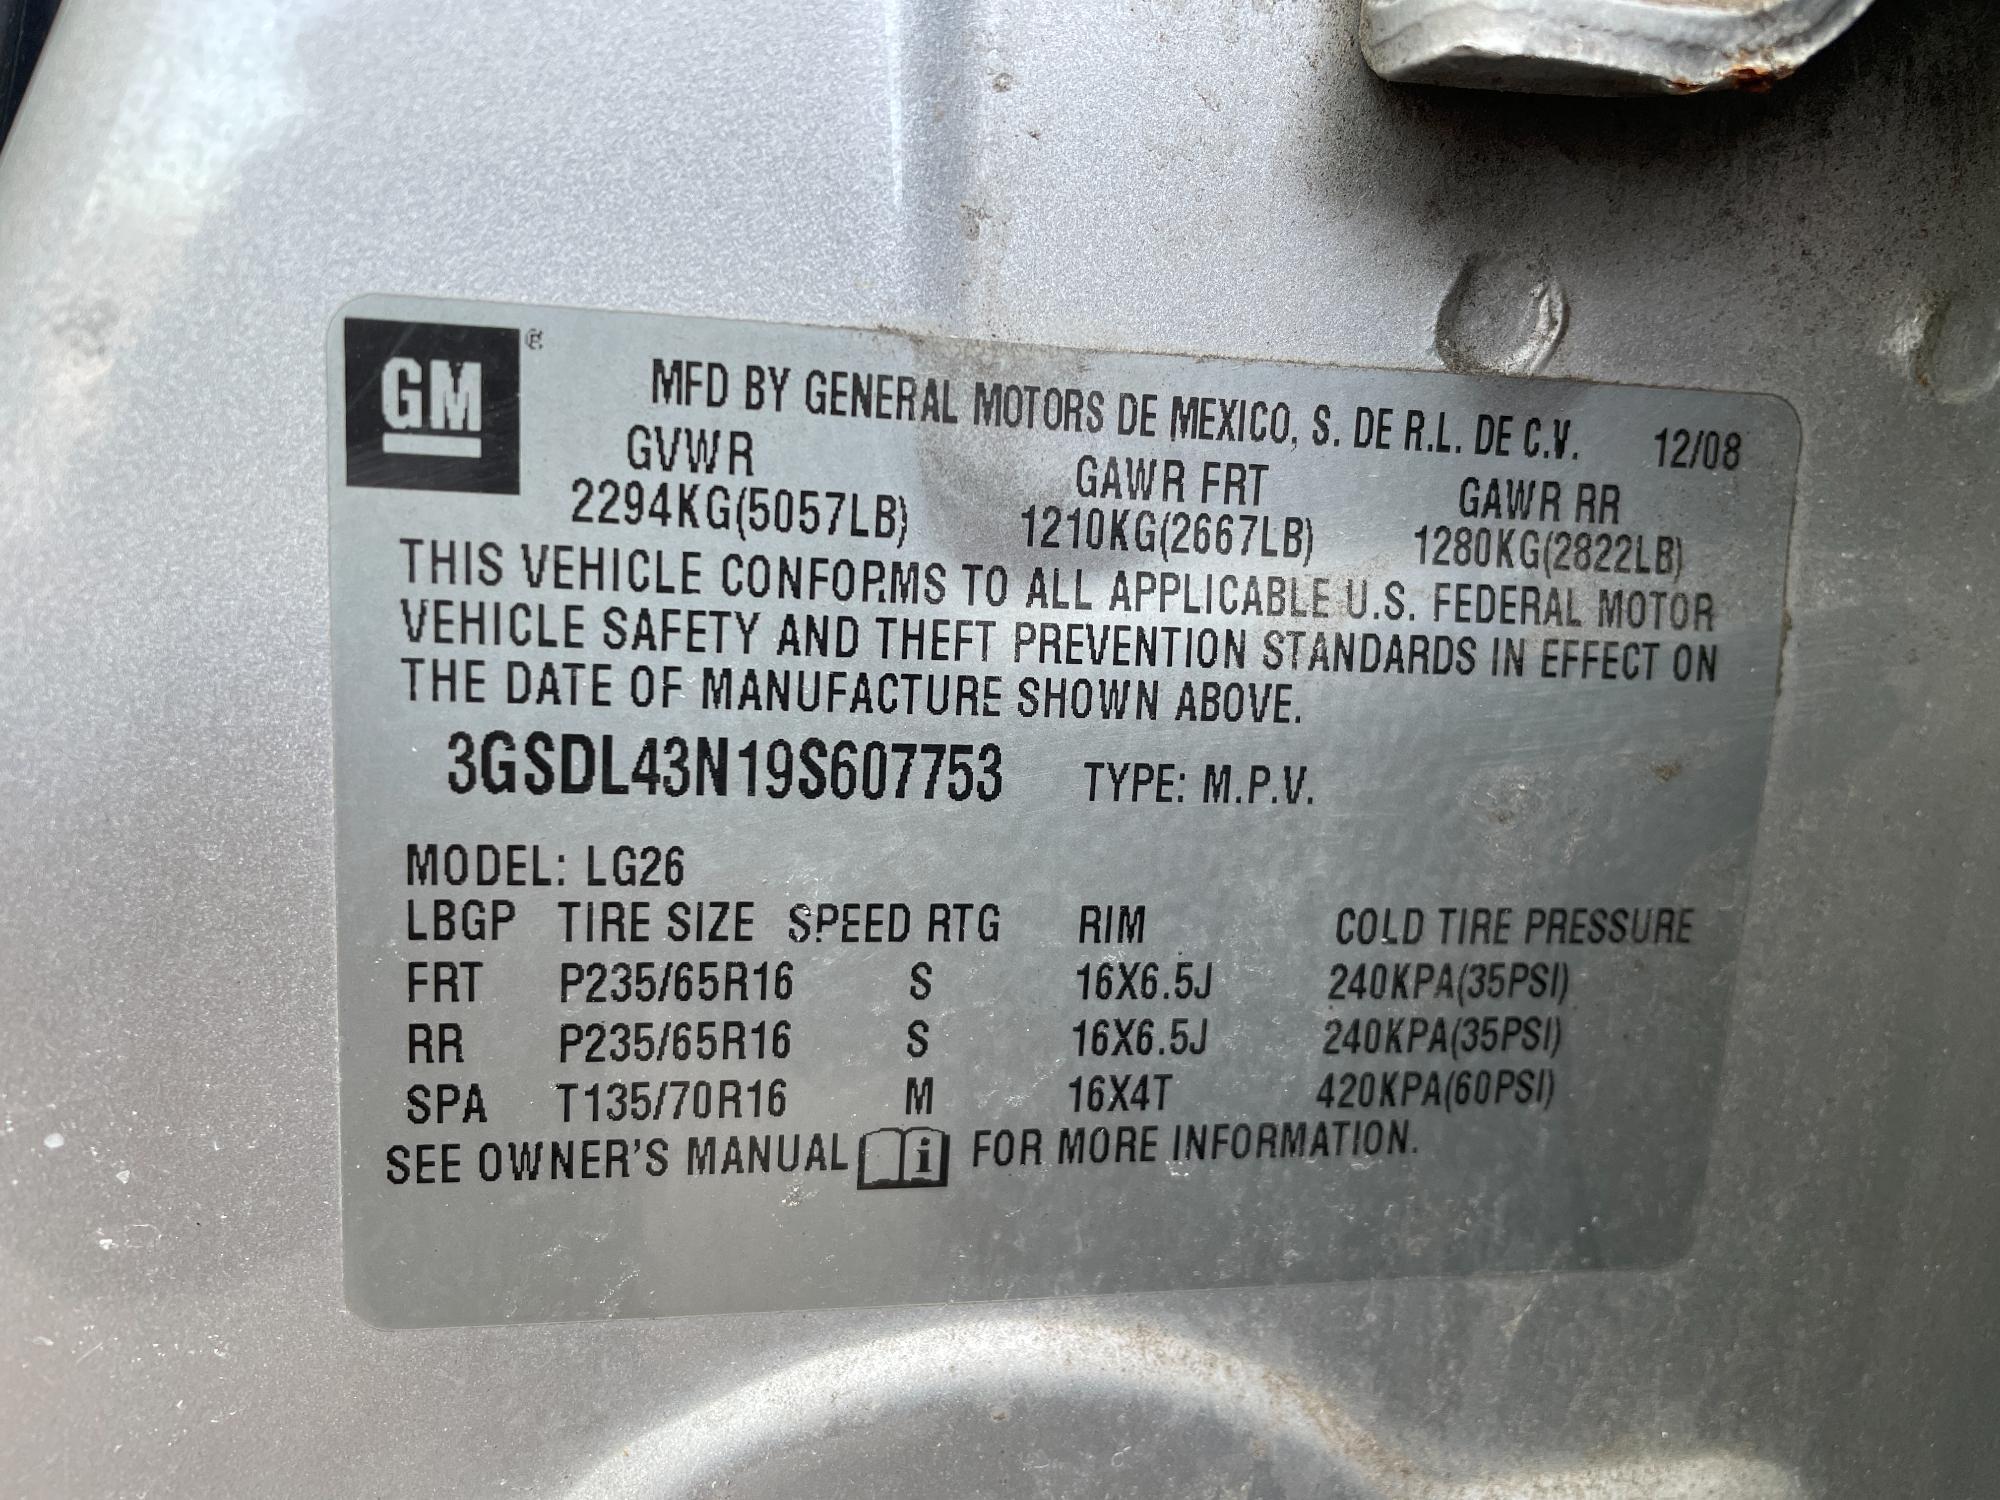 GM ®
MFD BY GENERAL MOTORS DE MEXICO, S. DE R.L. DE C.V. 12/08
GVWR GAWR FRT GAWR RR
2294KG(5057LB) 1210KG(2667LB) 1280KG(2822LB)
THIS VEHICLE CONFORMS TO ALL APPLICABLE U.S. FEDERAL MOTOR
VEHICLE SAFETY AND THEFT PREVENTION STANDARDS IN EFFECT ON
THE DATE OF MANUFACTURE SHOWN ABOVE.
3GSDL43N19S607753 TYPE: M.P.V.
MODEL: LG26
LBGP TIRE SIZE SPEED RTG RIM COLD TIRE PRESSURE
FRT P235/65R16 S 16X6.5J 240KPA(35PSI)
RR P235/65R16 S 16X6.5J 240KPA(35PSI)
SPA T135/70R16 M 16X4T 420KPA(60PSI)
SEE OWNER'S MANUAL i FOR MORE INFORMATION.